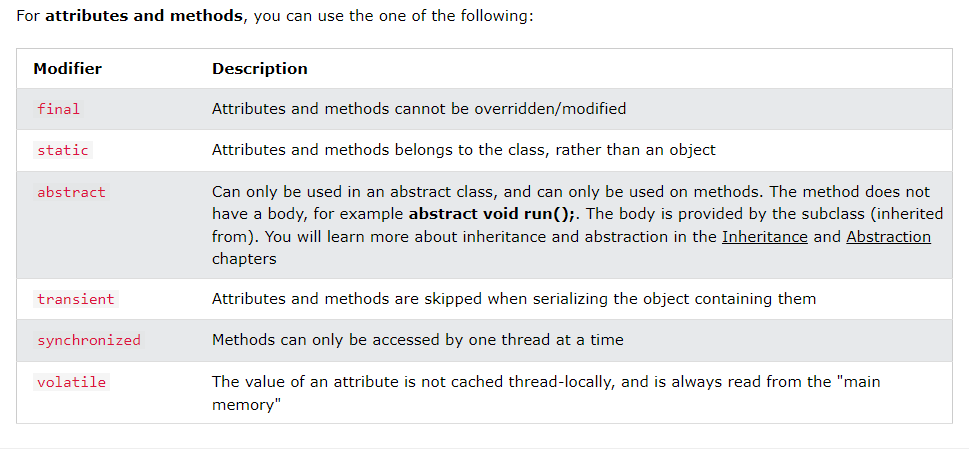 For attributes and methods, you can use the one of the following:
Modifier Description
final Attributes and methods cannot be overridden/modified
static Attributes and methods belongs to the class, rather than an object
abstract Can only be used in an abstract class, and can only be used on methods. The method does not
have a body, for example abstract void run();. The body is provided by the subclass (inherited
from). You will learn more about inheritance and abstraction in the Inheritance and Abstraction
chapters
transient Attributes and methods are skipped when serializing the object containing them
synchronized Methods can only be accessed by one thread at a time
volatile The value of an attribute is not cached thread-locally, and is always read from the "main
memory"